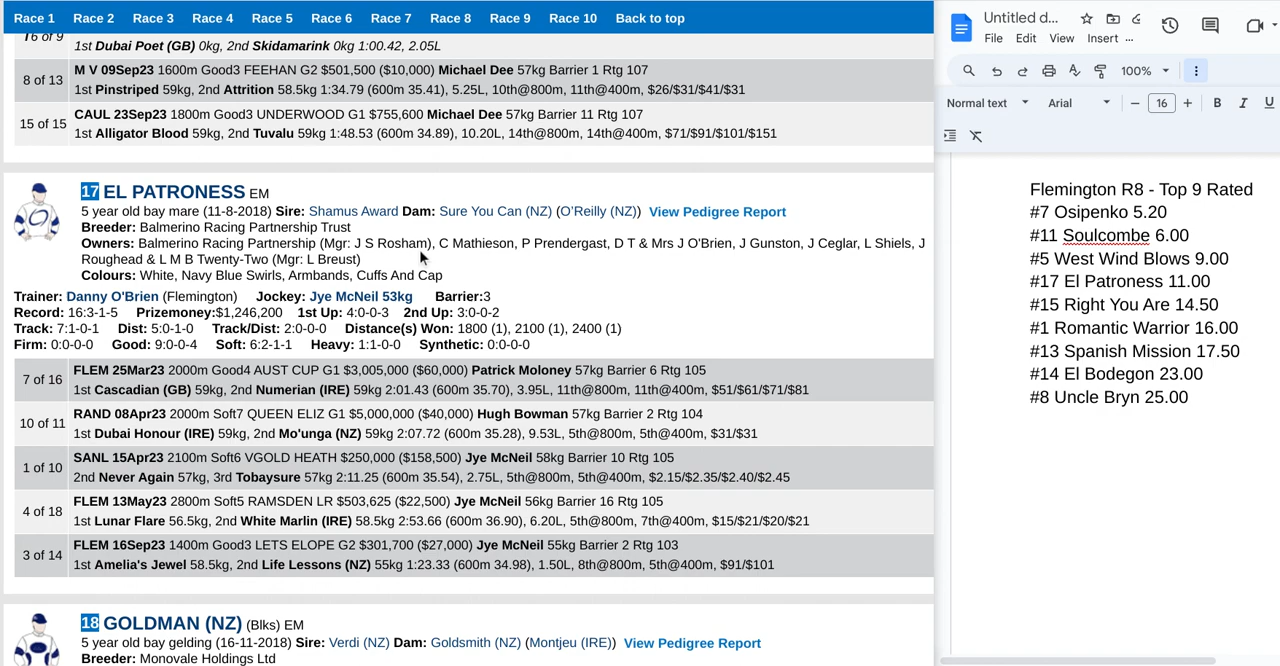 Race 1 Race 2 Race 3 Race 4 Race 5 Race 6 Race 7 Race 8 Race 9 Race 10 Back to top
16 of 9
1st Dubai Poet (GB) 0kg, 2nd Skidamarink 0kg 1:00.42, 2.05L
8 of 13
M V 09Sep23 1600m Good3 FEEHAN G2 $501,500 ($10,000) Michael Dee 57kg Barrier 1 Rtg 107
1st Pinstriped 59kg, 2nd Attrition 58.5kg 1:34.79 (600m 35.41), 5.25L, 10th@800m, 11th@400m, $26/$31/$41/$31
15 of 15
CAUL 23Sep23 1800m Good3 UNDERWOOD G1 $755,600 Michael Dee 57kg Barrier 11 Rtg 107
1st Alligator Blood 59kg, 2nd Tuvalu 59kg 1:48.53 (600m 34.89), 10.20L, 14th@800m, 14th@400m, $71/$91/$101/$151
17 EL PATRONESS EM
5 year old bay mare (11-8-2018) Sire: Shamus Award Dam: Sure You Can (NZ) (O'Reilly (NZ)) View Pedigree Report
Breeder: Balmerino Racing Partnership Trust
Owners: Balmerino Racing Partnership (Mgr: J S Rosham), C Mathieson, P Prendergast, D T & Mrs J O'Brien, J Gunston, J Ceglar, L Shiels, J
Roughead & L M B Twenty-Two (Mgr: L Breust)
Colours: White, Navy Blue Swirls, Armbands, Cuffs And Cap
Trainer: Danny O'Brien (Flemington) Jockey: Jye McNeil 53kg Barrier:3
Record: 16:3-1-5 Prizemoney:$1,246,200 1st Up: 4:0-0-3 2nd Up: 3:0-0-2
Track: 7:1-0-1 Dist: 5:0-1-0 Track/Dist: 2:0-0-0 Distance(s) Won: 1800 (1), 2100 (1), 2400 (1)
Firm: 0:0-0-0 Good: 9:0-0-4 Soft: 6:2-1-1 Heavy: 1:1-0-0 Synthetic: 0:0-0-0
7 of 16
FLEM 25Mar23 2000m Good4 AUST CUP G1 $3,005,000 ($60,000) Patrick Moloney 57kg Barrier 6 Rtg 105
1st Cascadian (GB) 59kg, 2nd Numerian (IRE) 59kg 2:01.43 (600m 35.70), 3.95L, 11th@800m, 11th@400m, $51/$61/$71/$81
10 of 11
RAND 08Apr23 2000m Soft7 QUEEN ELIZ G1 $5,000,000 ($40,000) Hugh Bowman 57kg Barrier 2 Rtg 104
1st Dubai Honour (IRE) 59kg, 2nd Mo'unga (NZ) 59kg 2:07.72 (600m 35.28), 9.53L, 5th@800m, 5th@400m, $31/$31
1 of 10
SANL 15Apr23 2100m Soft6 VGOLD HEATH $250,000 ($158,500) Jye McNeil 58kg Barrier 10 Rtg 105
2nd Never Again 57kg, 3rd Tobaysure 57kg 2:11.25 (600m 35.54), 2.75L, 5th@800m, 5th@400m, $2.15/$2.35/$2.40/$2.45
4 of 18
FLEM 13May23 2800m Soft5 RAMSDEN LR $503,625 ($22,500) Jye McNeil 56kg Barrier 16 Rtg 105
1st Lunar Flare 56.5kg, 2nd White Marlin (IRE) 58.5kg 2:53.66 (600m 36.90), 6.20L, 5th@800m, 7th@400m, $15/$21/$20/$21
3 of 14
FLEM 16Sep23 1400m Good3 LETS ELOPE G2 $301,700 ($27,000) Jye McNeil 55kg Barrier 2 Rtg 103
1st Amelia's Jewel 58.5kg, 2nd Life Lessons (NZ) 55kg 1:23.33 (600m 34.98), 1.50L, 8th@800m, 5th@400m, $91/$101
18 GOLDMAN (NZ) (Blks) EM
5 year old bay gelding (16-11-2018) Sire: Verdi (NZ) Dam: Goldsmith (NZ) (Montjeu (IRE)) View Pedigree Report
Breeder: Monovale Holdings Ltd
Untitled d...
File Edit View Insert ...
100%
Normal text Arial 16 B I U
Flemington R8 - Top 9 Rated
#7 Osipenko 5.20
#11 Soulcombe 6.00
#5 West Wind Blows 9.00
#17 El Patroness 11.00
#15 Right You Are 14.50
#1 Romantic Warrior 16.00
#13 Spanish Mission 17.50
#14 El Bodegon 23.00
#8 Uncle Bryn 25.00